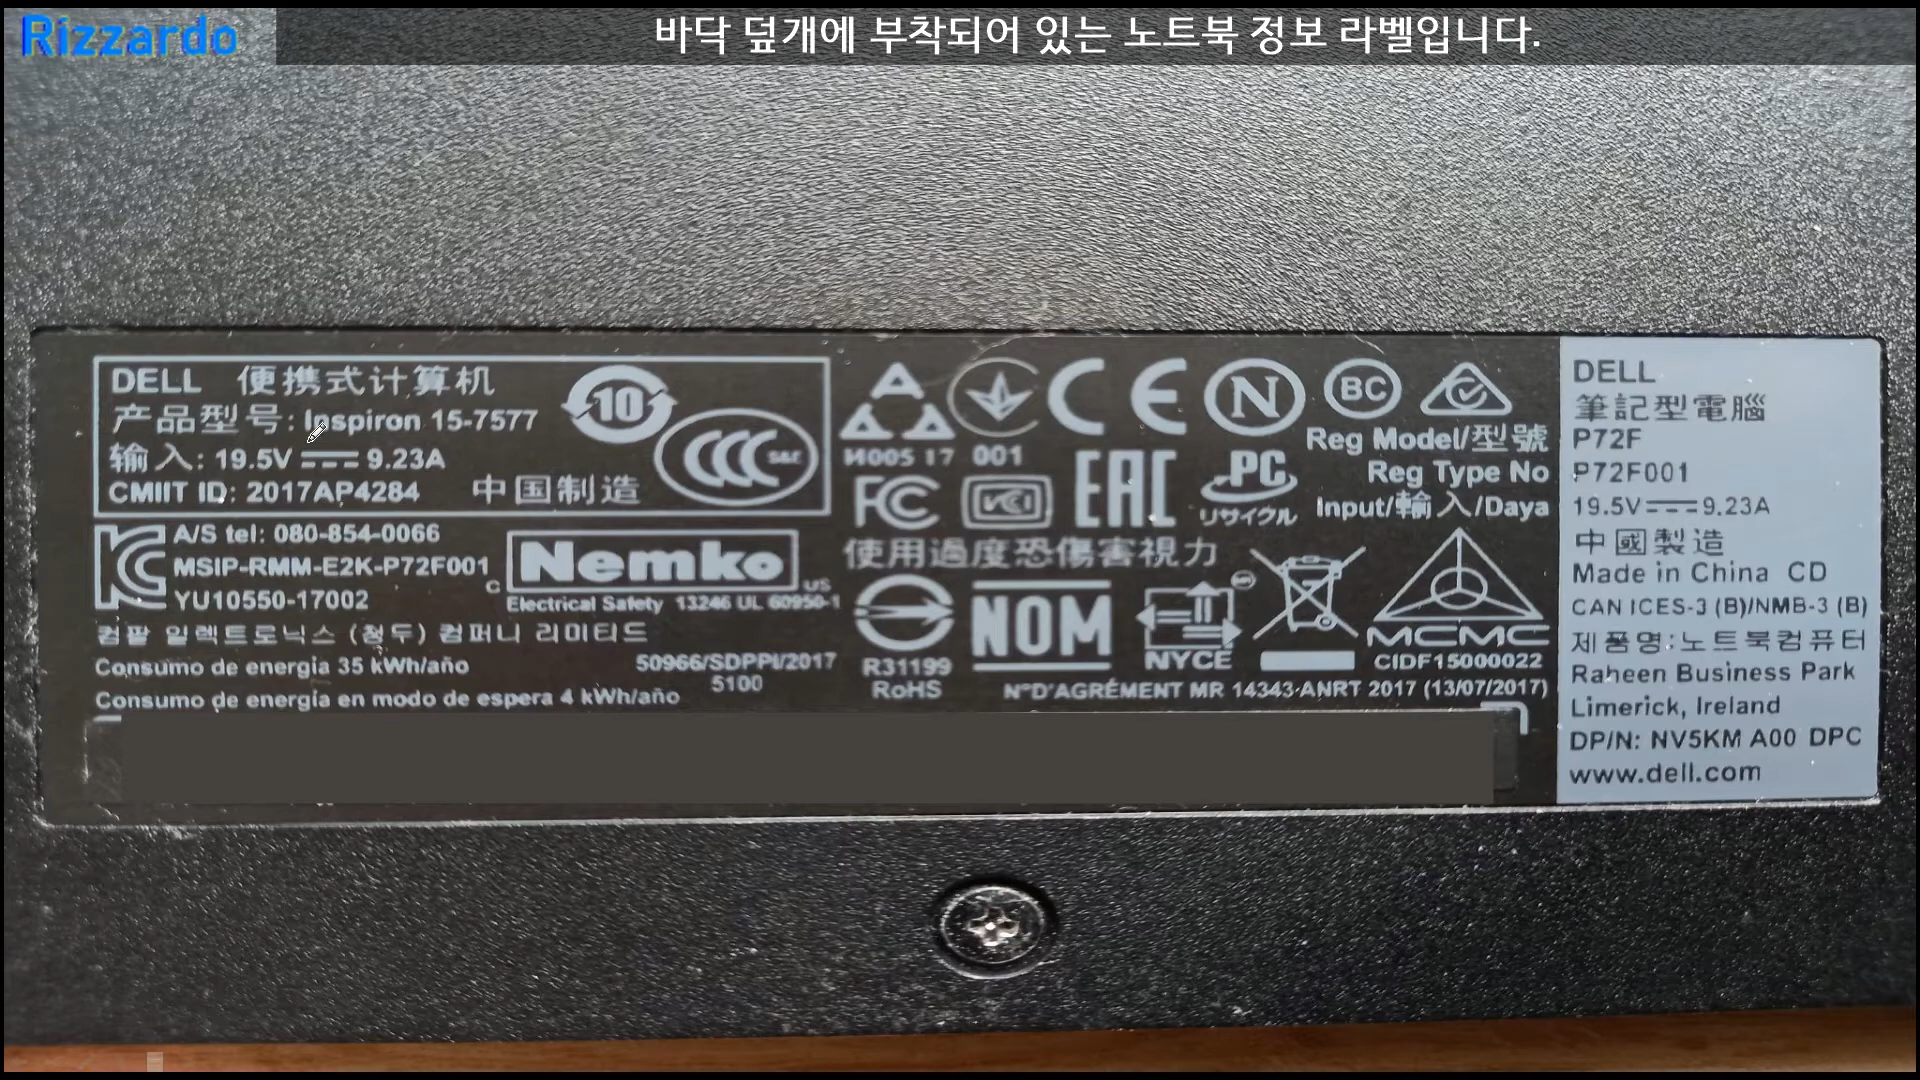 Rizzardo
바닥 덮개에 부착되어 있는 노트북 정보 라벨입니다.
DELL 便携式计算机
产品型号: Inspiron 15-7577
输入: 19.5V 9.23A
CMIIT ID: 2017AP4284 中国制造
10
CCC S&E
A/S tel: 080-854-0066
MSIP-RMM-E2K-P72F001
YU10550-17002
컴팔 일렉트로닉스 (청두) 컴퍼니 리미티드
Consumo de energía 35 kWh/año
Consumo de energía en modo de espera 4 kWh/año
C Nemko US
Electrical Safety 13246 UL 60950-1
50966/SDPPI/2017
5100
И005 17 001
CE N BC
FC VCI EAC PC
リサイクル
使用過度恐傷害視力
R31199
RoHS
NOM
NYCE
MCMC
CIDF15000022
N°D'AGRÉMENT MR 14343-ANRT 2017 (13/07/2017)
Reg Model/型號
Reg Type No
Input/輸入/Daya
DELL
筆記型電腦
P72F
P72F001
19.5V 9.23A
中國製造
Made in China CD
CAN ICES-3 (B)/NMB-3 (B)
제품명:노트북컴퓨터
Raheen Business Park
Limerick, Ireland
DP/N: NV5KM A00 DPC
www.dell.com